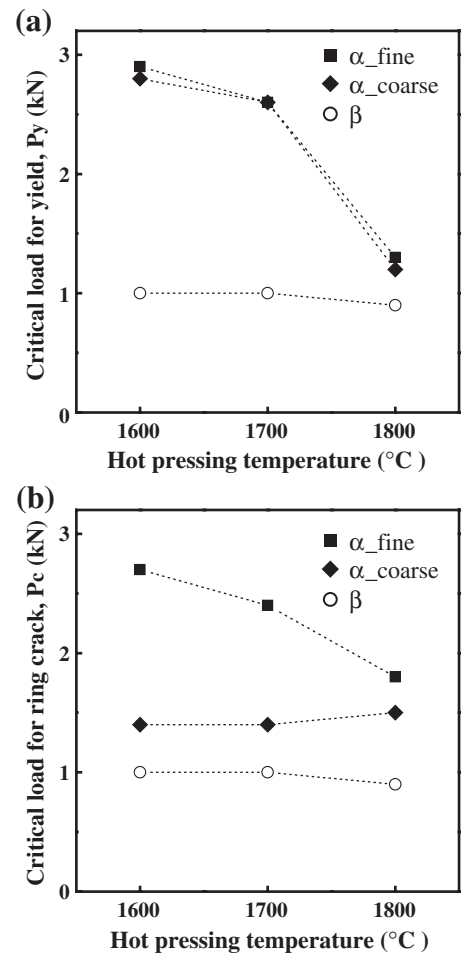 (a)
Critical load for yield, Py (kN)
3
2
1
0
α_fine
α_coarse
β
1600 1700 1800
Hot pressing temperature (°C )
(b)
Critical load for ring crack, Pc (kN)
3
2
1
0
α_fine
α_coarse
β
1600 1700 1800
Hot pressing temperature (°C )